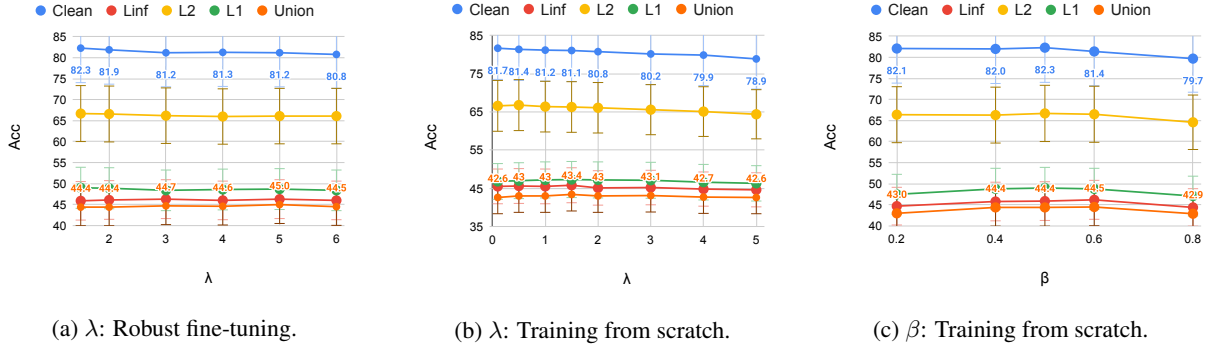 Clean Linf L2 L1 Union
85
80
75
70
65
60
55
50
45
40
Acc
82.3 81.9 81.2 81.3 81.2 80.8
44.4 44.4 44.7 44.6 45.0 44.5
2 3 4 5 6
λ
(a) λ: Robust fine-tuning.
Clean Linf L2 L1 Union
85
75
65
55
45
35
Acc
81.7 81.4 81.2 81.1 80.8 80.2 79.9 78.9
42.6 43 43 43.4 43 43.1 42.7 42.6
0 1 2 3 4 5
λ
(b) λ: Training from scratch.
Clean Linf L2 L1 Union
85
80
75
70
65
60
55
50
45
40
Acc
82.1 82.0 82.3 81.4 79.7
43.0 44.4 44.4 44.5 42.9
0.2 0.4 0.6 0.8
β
(c) β: Training from scratch.